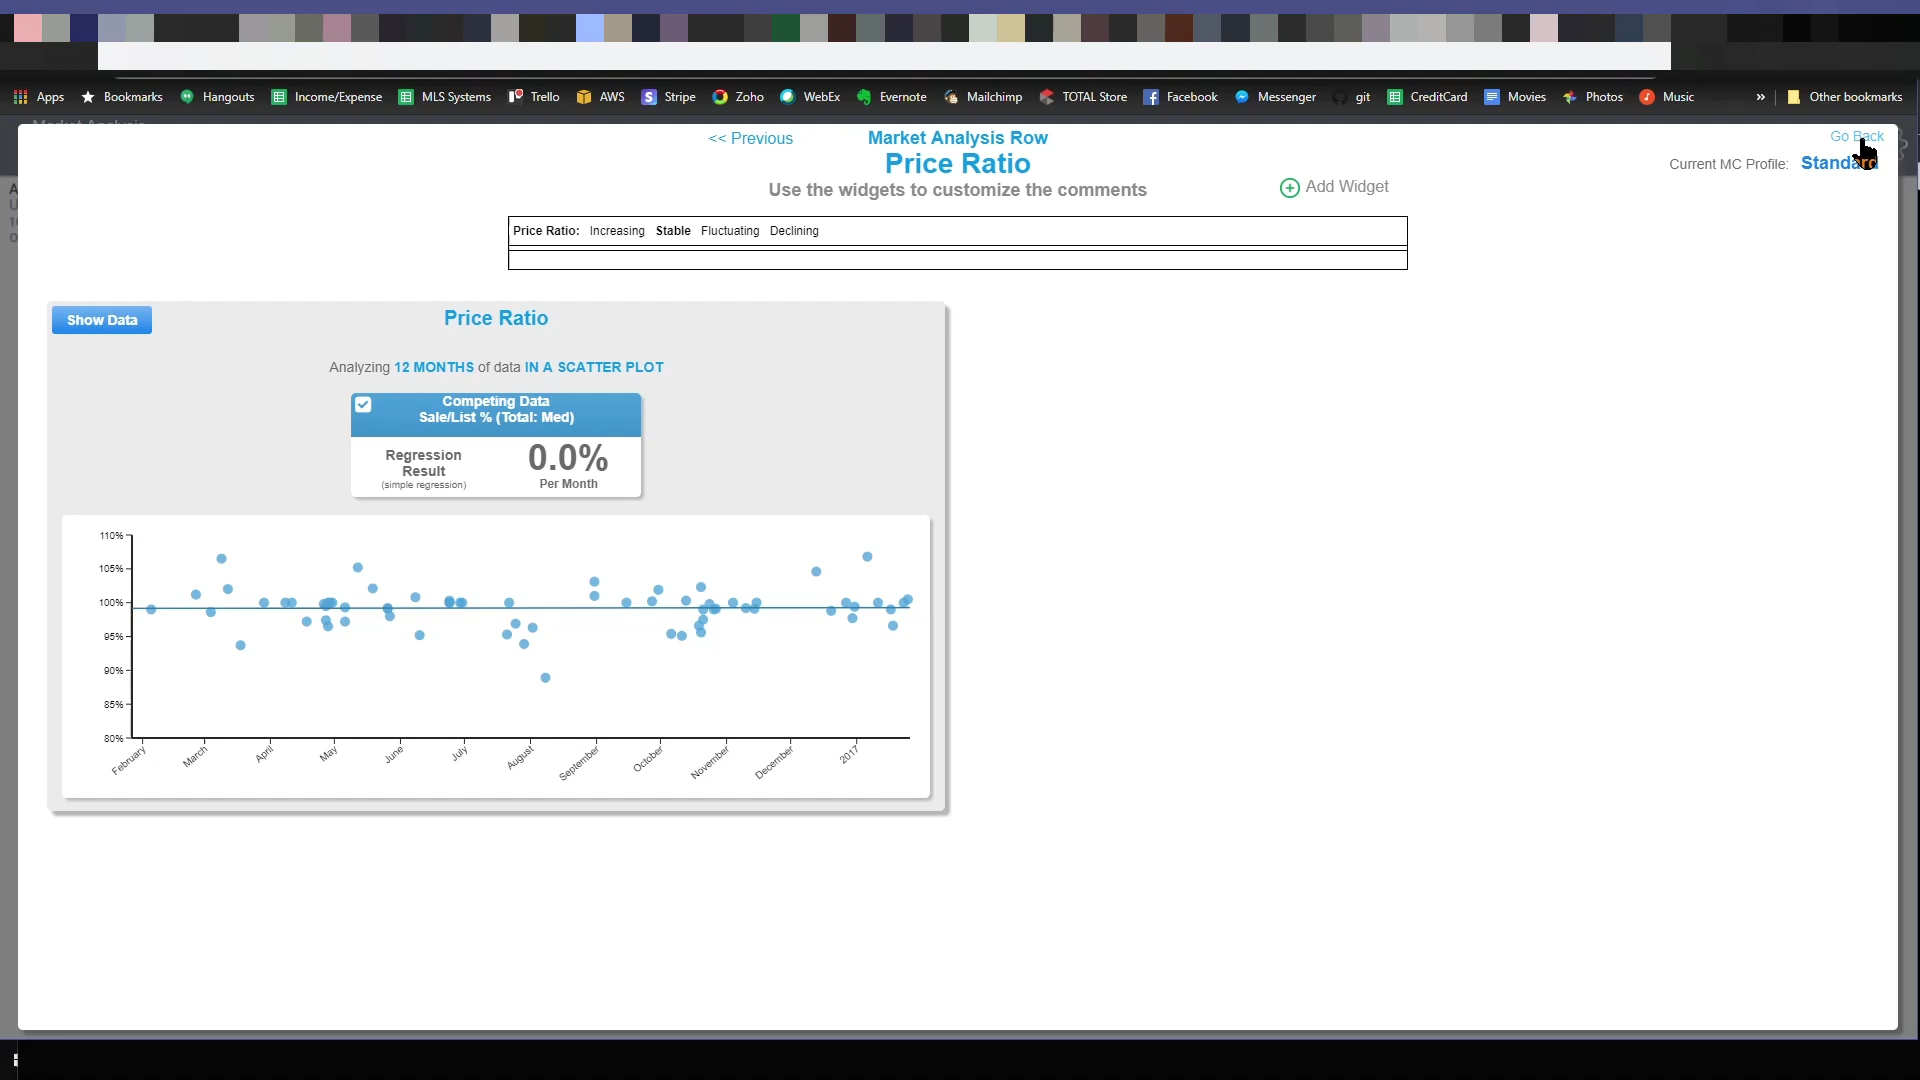 Apps Bookmarks Hangouts Income/Expense MLS Systems Trello AWS Stripe Zoho WebEx Evernote Mailchimp TOTAL Store Facebook Messenger git CreditCard Movies Photos Music » Other bookmarks
<< Previous Market Analysis Row Go Back
Price Ratio
Current MC Profile: Standard
Use the widgets to customize the comments Add Widget
Price Ratio: Increasing Stable Fluctuating Declining
Show Data Price Ratio
Analyzing 12 MONTHS of data IN A SCATTER PLOT
Competing Data
Sale/List % (Total: Med)
Regression
Result
(simple regression)
0.0%
Per Month
110%
105%
100%
95%
90%
85%
80%
February March April May June July August September October November December 2017